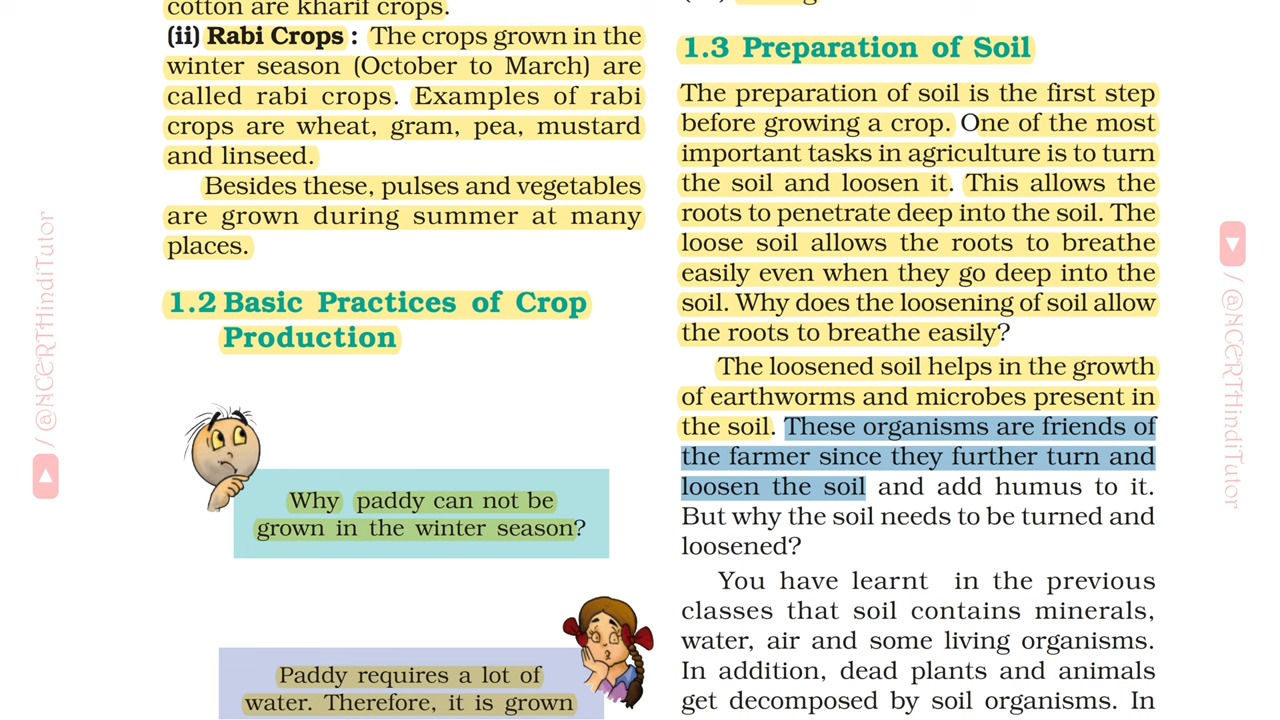 cotton are kharif crops.
(ii) Rabi Crops : The crops grown in the
winter season (October to March) are
called rabi crops. Examples of rabi
crops are wheat, gram, pea, mustard
and linseed.
Besides these, pulses and vegetables
are grown during summer at many
places.
1.2 Basic Practices of Crop
Production
Why paddy can not be
grown in the winter season?
Paddy requires a lot of
water. Therefore, it is grown
1.3 Preparation of Soil
The preparation of soil is the first step
before growing a crop. One of the most
important tasks in agriculture is to turn
the soil and loosen it. This allows the
roots to penetrate deep into the soil. The
loose soil allows the roots to breathe
easily even when they go deep into the
soil. Why does the loosening of soil allow
the roots to breathe easily?
The loosened soil helps in the growth
of earthworms and microbes present in
the soil. These organisms are friends of
the farmer since they further turn and
loosen the soil and add humus to it.
But why the soil needs to be turned and
loosened?
You have learnt in the previous
classes that soil contains minerals,
water, air and some living organisms.
In addition, dead plants and animals
get decomposed by soil organisms. In
/ @NCERTHindiTutor
/ @NCERTHindiTutor